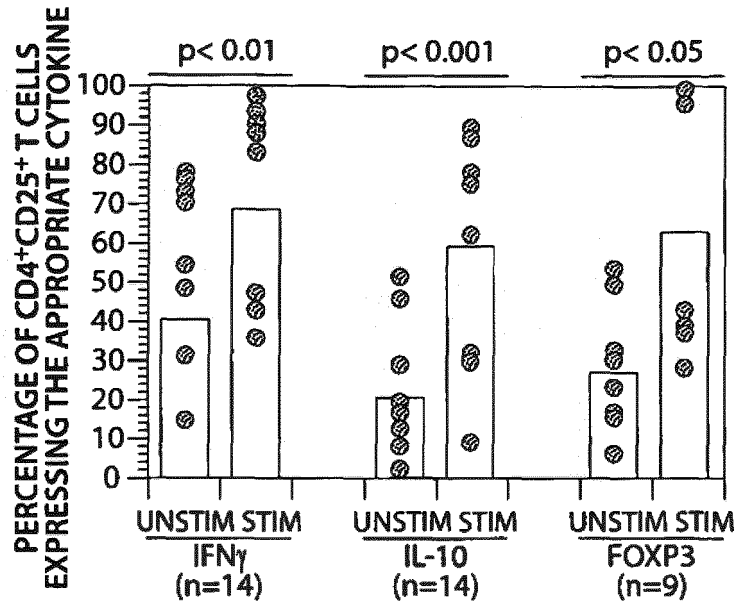 PERCENTAGE OF CD4+CD25+ T CELLS
EXPRESSING THE APPROPRIATE CYTOKINE
p< 0.01 p< 0.001 p< 0.05
100
90
80
70
60
50
40
30
20
10
0
UNSTIM STIM UNSTIM STIM UNSTIM STIM
IFNγ IL-10 FOXP3
(n=14) (n=14) (n=9)